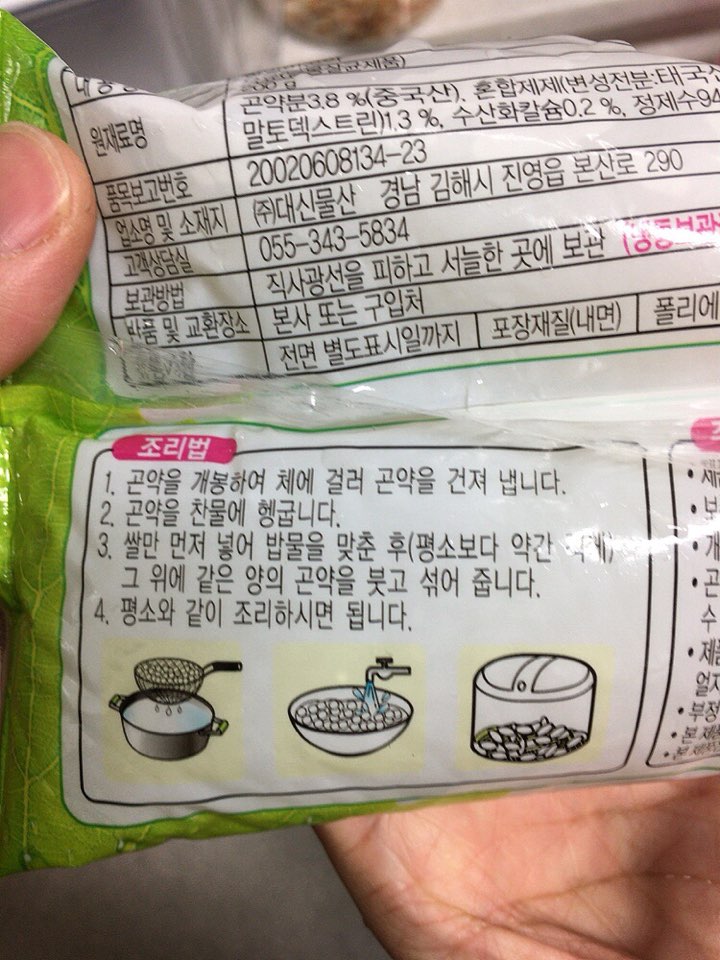 원재료명
곤약분3.8 %(중국산), 혼합제제(변성전분:태국산
말토덱스트린)1.3 %, 수산화칼슘0.2 %, 정제수94
품목보고번호
20020608134-23
업소명 및 소재지
(주)대신물산 경남 김해시 진영읍 본산로 290
고객상담실
055-343-5834
보관방법
직사광선을 피하고 서늘한 곳에 보관
반품 및 교환장소
본사 또는 구입처
전면 별도표시일까지
포장재질(내면)
폴리에
조리법
1. 곤약을 개봉하여 체에 걸러 곤약을 건져 냅니다.
2. 곤약을 찬물에 헹굽니다.
3. 쌀만 먼저 넣어 밥물을 맞춘 후(평소보다 약간
그 위에 같은 양의 곤약을 붓고 섞어 줍니다.
4. 평소와 같이 조리하시면 됩니다.